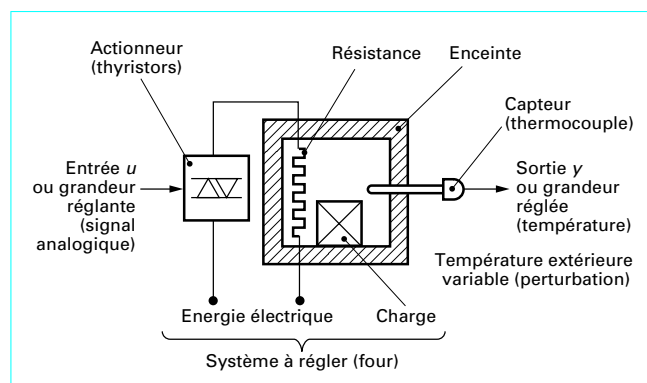 Actionneur
(thyristors)
Résistance
Enceinte
Capteur
(thermocouple)
Entrée u
ou grandeur
réglante
(signal
analogique)
Sortie y
ou grandeur
réglée
(température)
Température extérieure
variable (perturbation)
Energie électrique
Charge
Système à régler (four)